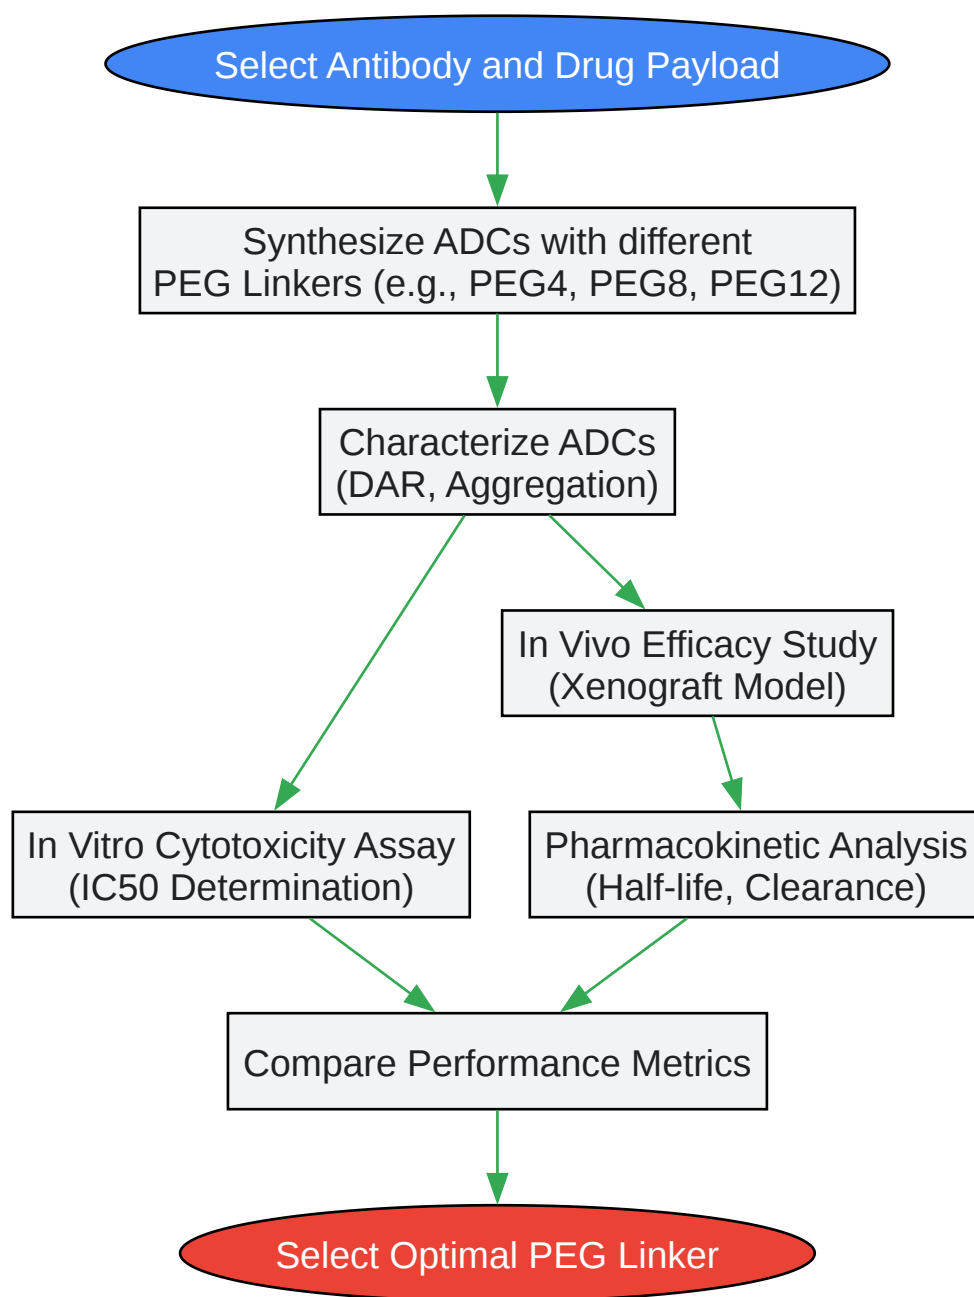 Select Antibody and Drug Payload
Synthesize ADCs with different
PEG Linkers (e.g., PEG4, PEG8, PEG12)
Characterize ADCs
(DAR, Aggregation)
In Vivo Efficacy Study
(Xenograft Model)
In Vitro Cytotoxicity Assay
(IC50 Determination)
Pharmacokinetic Analysis
(Half-life, Clearance)
Compare Performance Metrics
Select Optimal PEG Linker